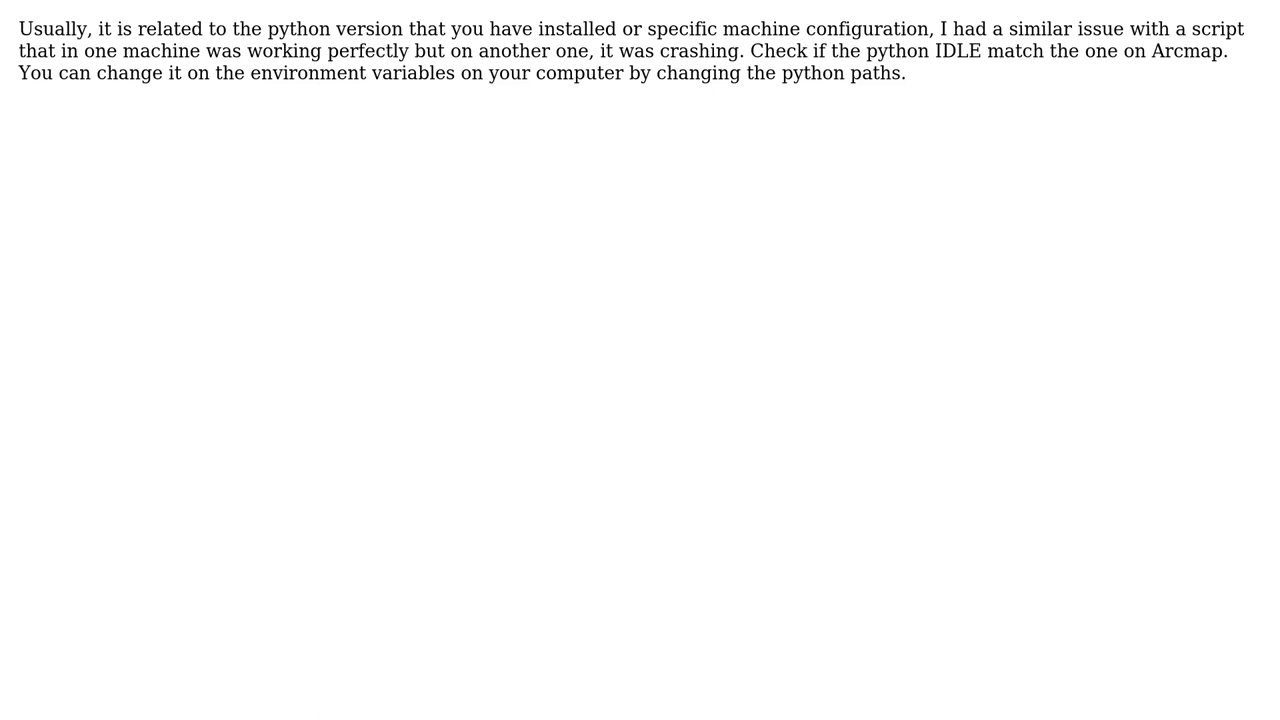 Usually, it is related to the python version that you have installed or specific machine configuration, I had a similar issue with a script
that in one machine was working perfectly but on another one, it was crashing. Check if the python IDLE match the one on Arcmap.
You can change it on the environment variables on your computer by changing the python paths.